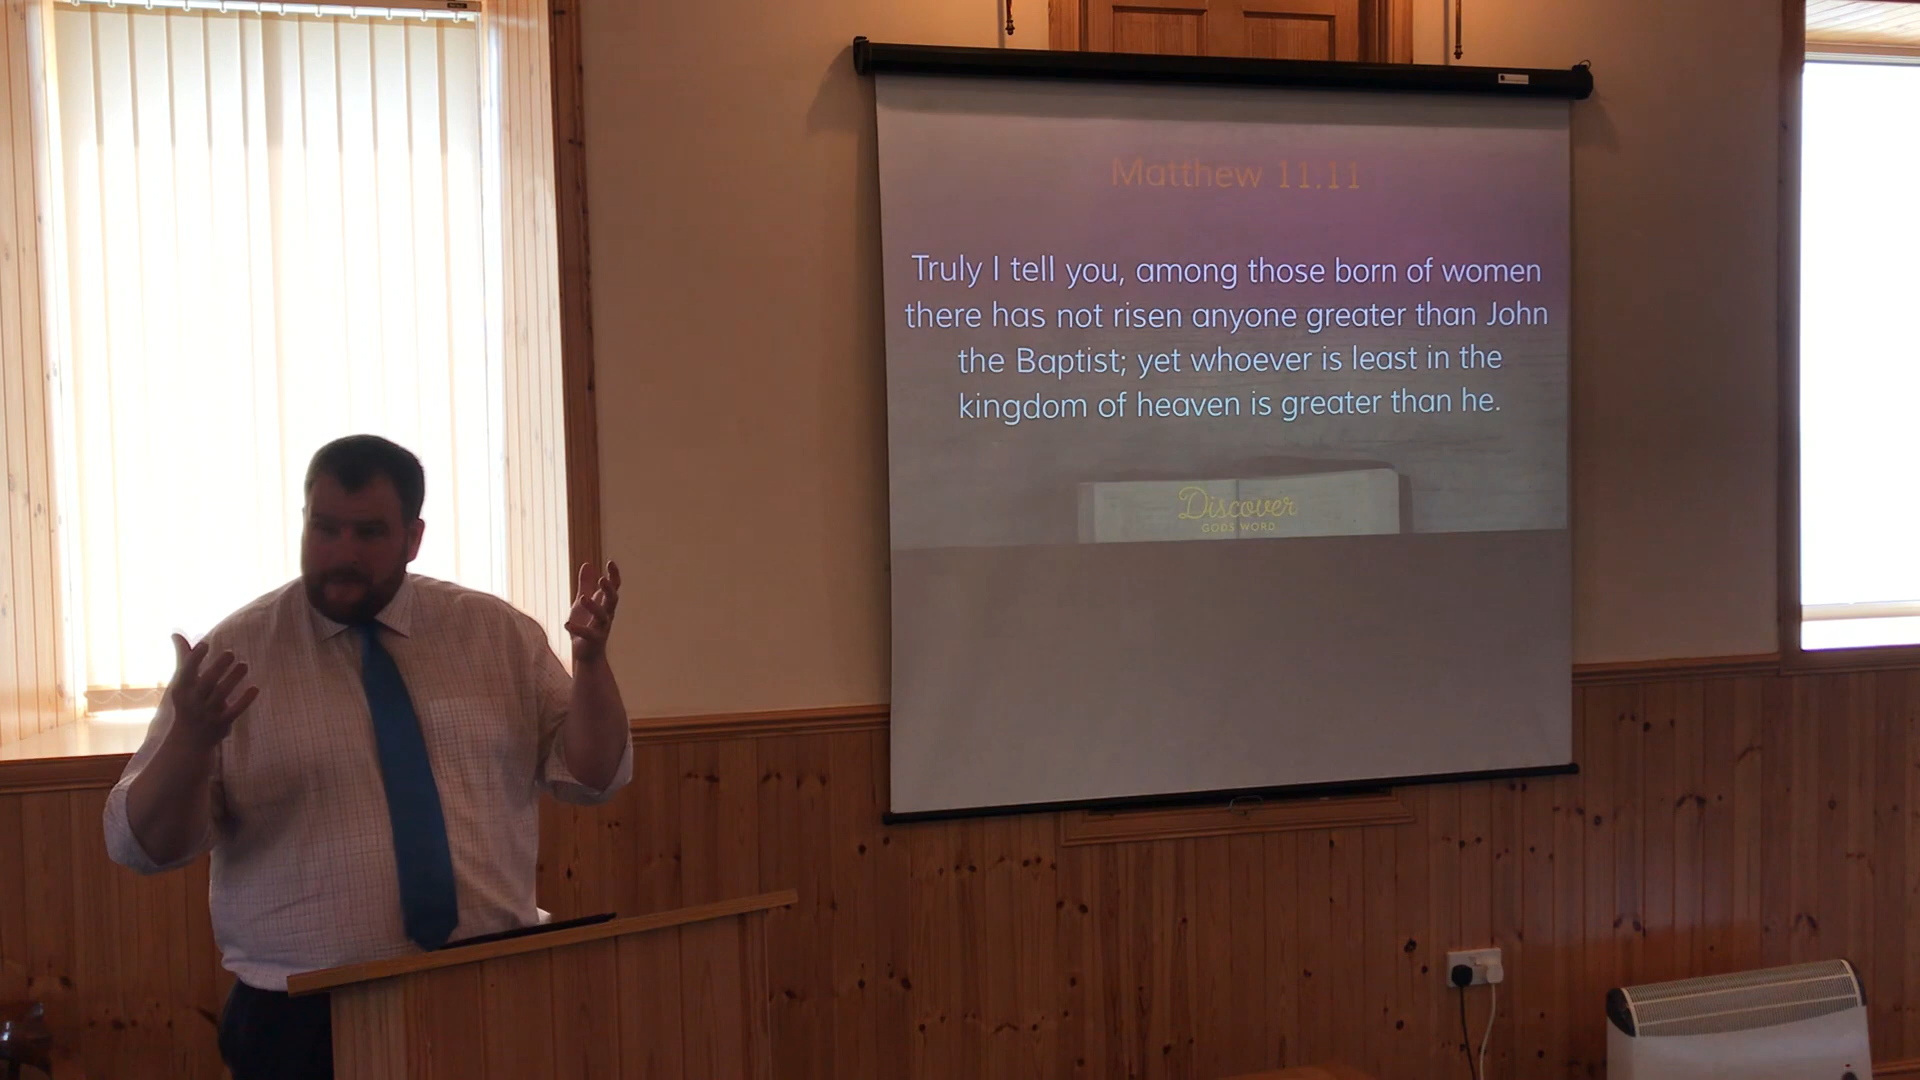 Matthew 11.11
Truly I tell you, among those born of women
there has not risen anyone greater than John
the Baptist; yet whoever is least in the
kingdom of heaven is greater than he.
Discover
GODS WORD